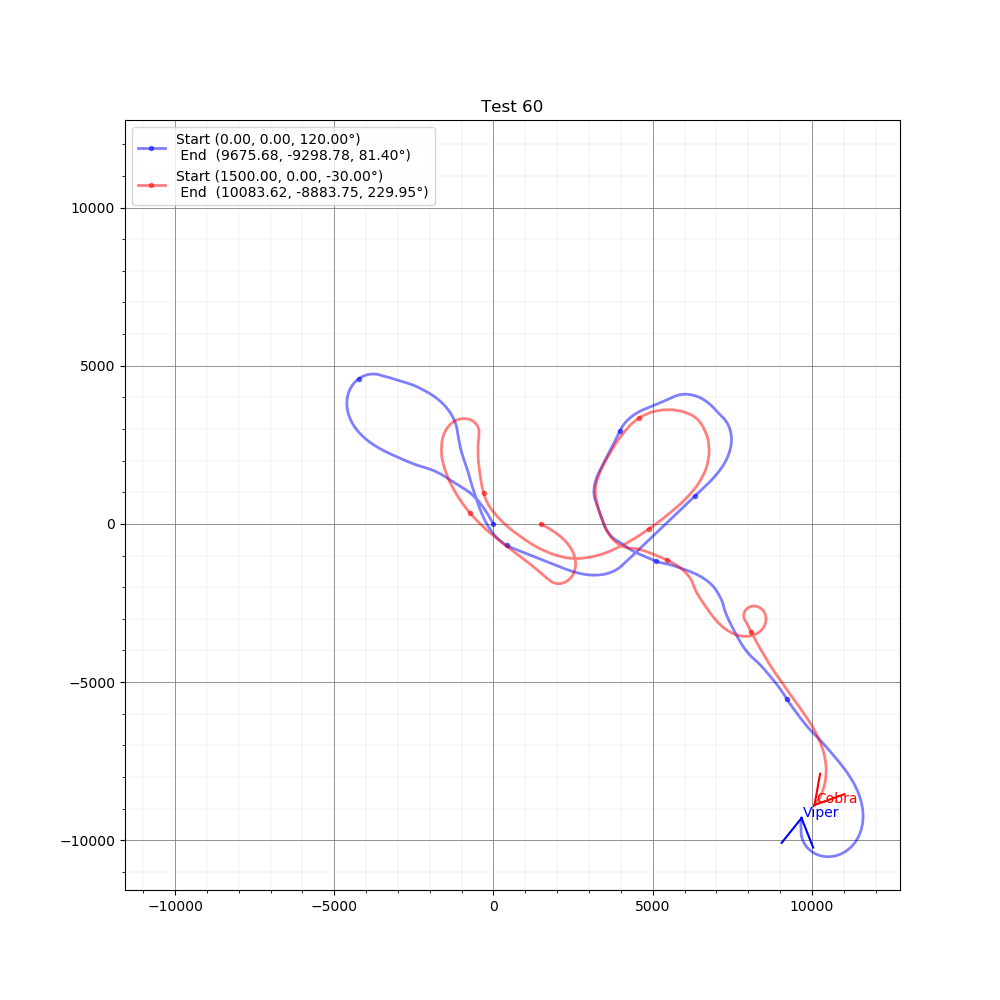 Test 60
Start (0.00, 0.00, 120.00°)
End (9675.68, -9298.78, 81.40°)
Start (1500.00, 0.00, -30.00°)
End (10083.62, -8883.75, 229.95°)
10000
5000
0
−5000
−10000
Cobra
Viper
−10000
−5000
0
5000
10000